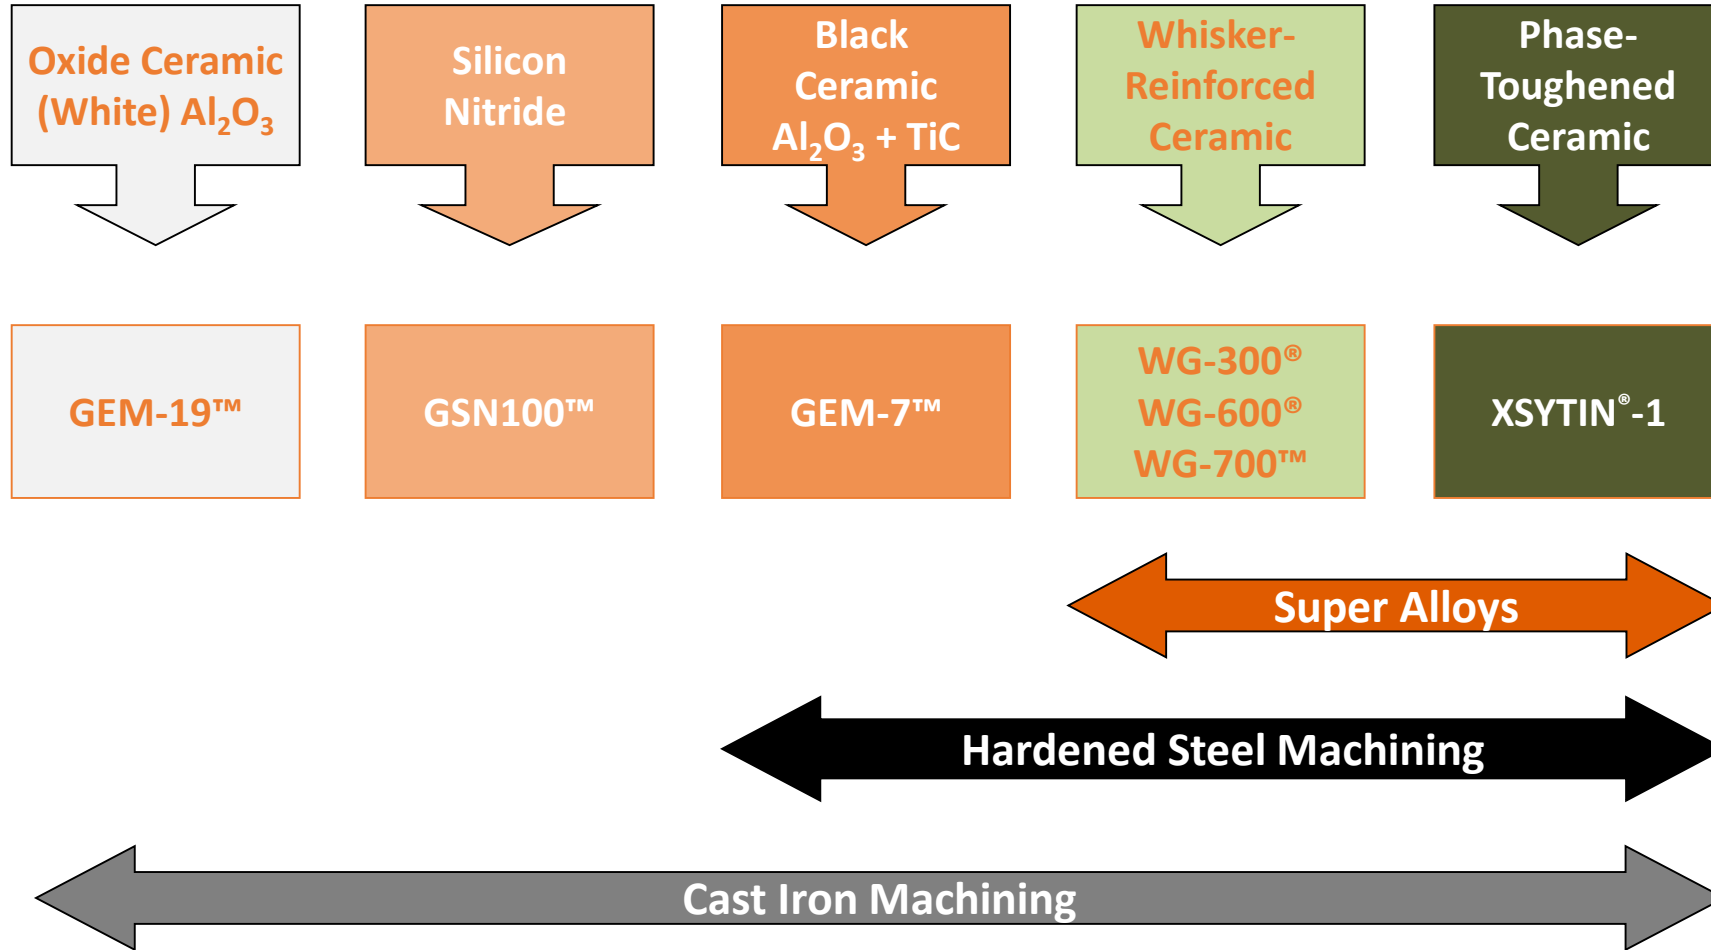 Oxide Ceramic
(White) Al₂O₃
Silicon
Nitride
Black
Ceramic
Al₂O₃ + TiC
Whisker-
Reinforced
Ceramic
Phase-
Toughened
Ceramic
GEM-19™
GSN100™
GEM-7™
WG-300®
WG-600®
WG-700™
XSYTIN®-1
Super Alloys
Hardened Steel Machining
Cast Iron Machining